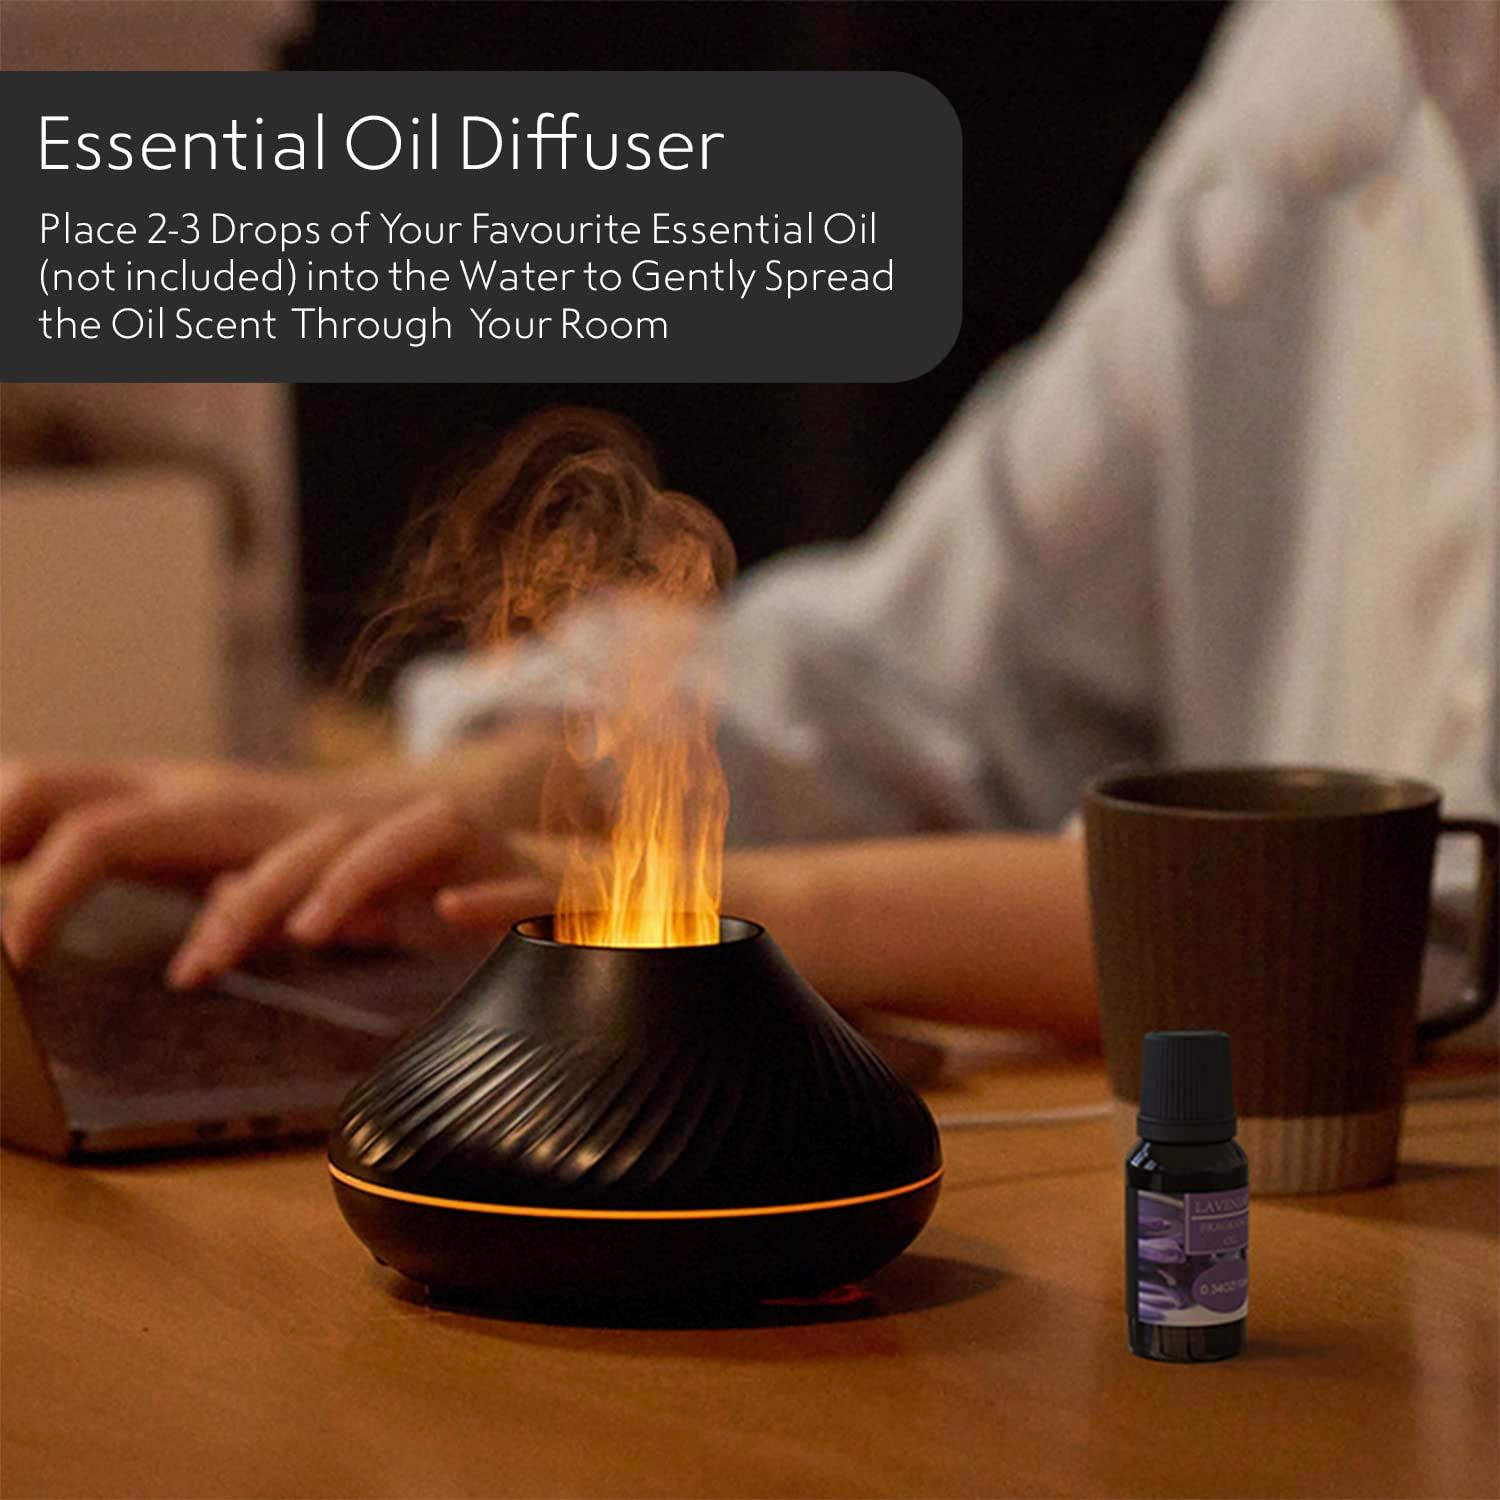 Essential Oil Diffuser
Place 2-3 Drops of Your Favourite Essential Oil
(not included) into the Water to Gently Spread
the Oil Scent Through Your Room
OIL